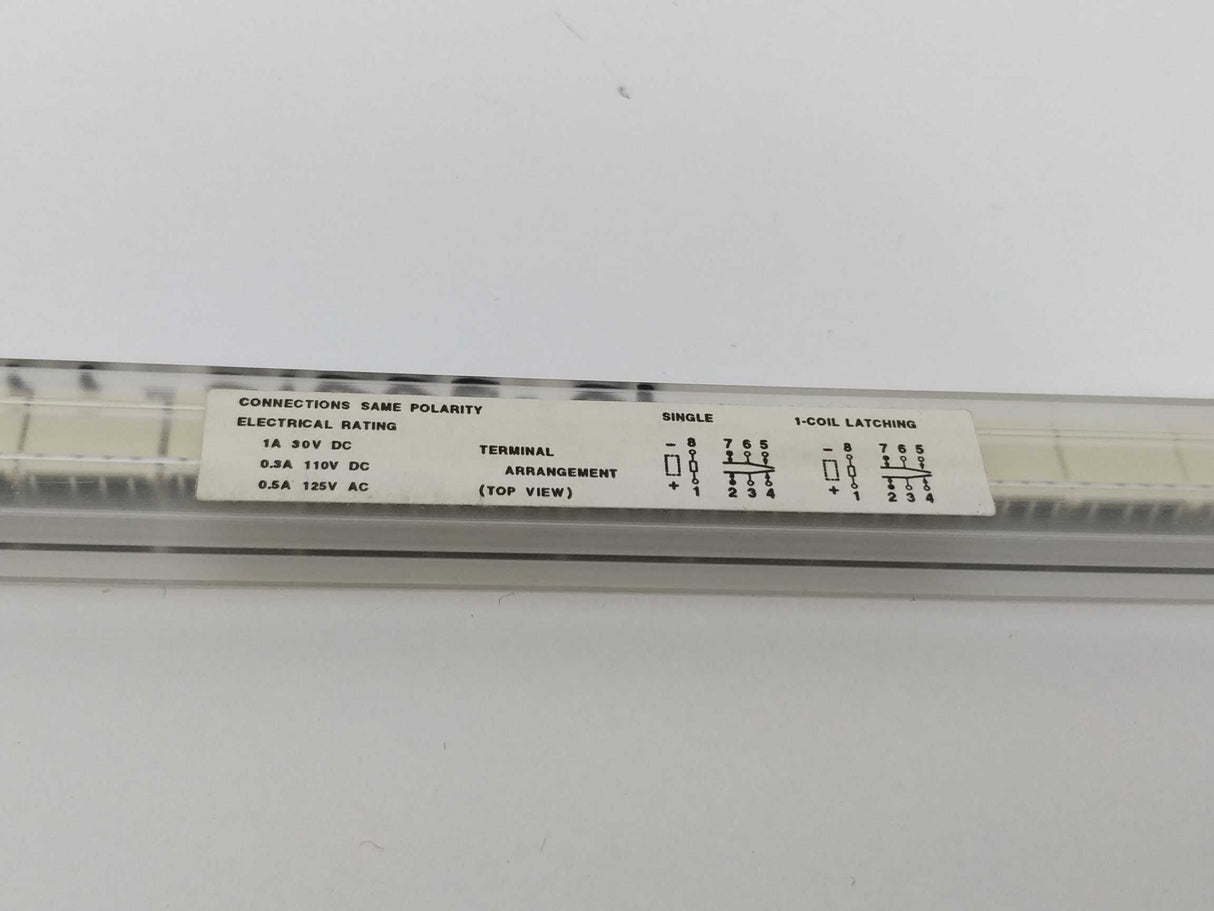 CONNECTIONS SAME POLARITY
ELECTRICAL RATING
1A 30V DC
0.3A 110V DC
0.5A 125V AC
TERMINAL
ARRANGEMENT
(TOP VIEW)
SINGLE
- 8 7 6 5
+ 1 2 3 4
1-COIL LATCHING
- 8 7 6 5
+ 1 2 3 4